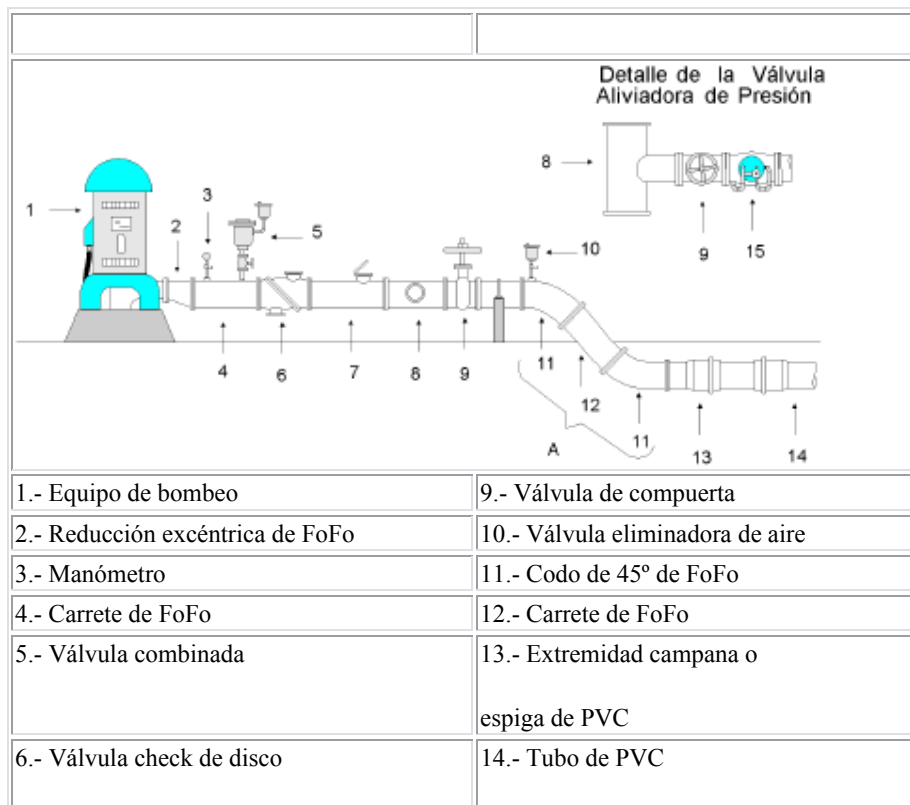 Detalle de la Válvula
Aliviadora de Presión
8
1
3
2
5
10
9
15
4
6
7
8
9
11
12
11
A
13
14
1.- Equipo de bombeo
9.- Válvula de compuerta
2.- Reducción excéntrica de FoFo
10.- Válvula eliminadora de aire
3.- Manómetro
11.- Codo de 45º de FoFo
4.- Carrete de FoFo
12.- Carrete de FoFo
5.- Válvula combinada
13.- Extremidad campana o
espiga de PVC
6.- Válvula check de disco
14.- Tubo de PVC